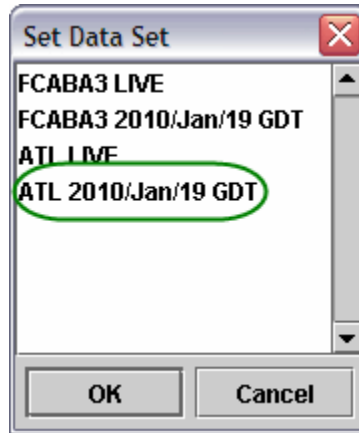 Set Data Set
FCABA3 LIVE
FCABA3 2010/Jan/19 GDT
ATL LIVE
ATL 2010/Jan/19 GDT
OK
Cancel